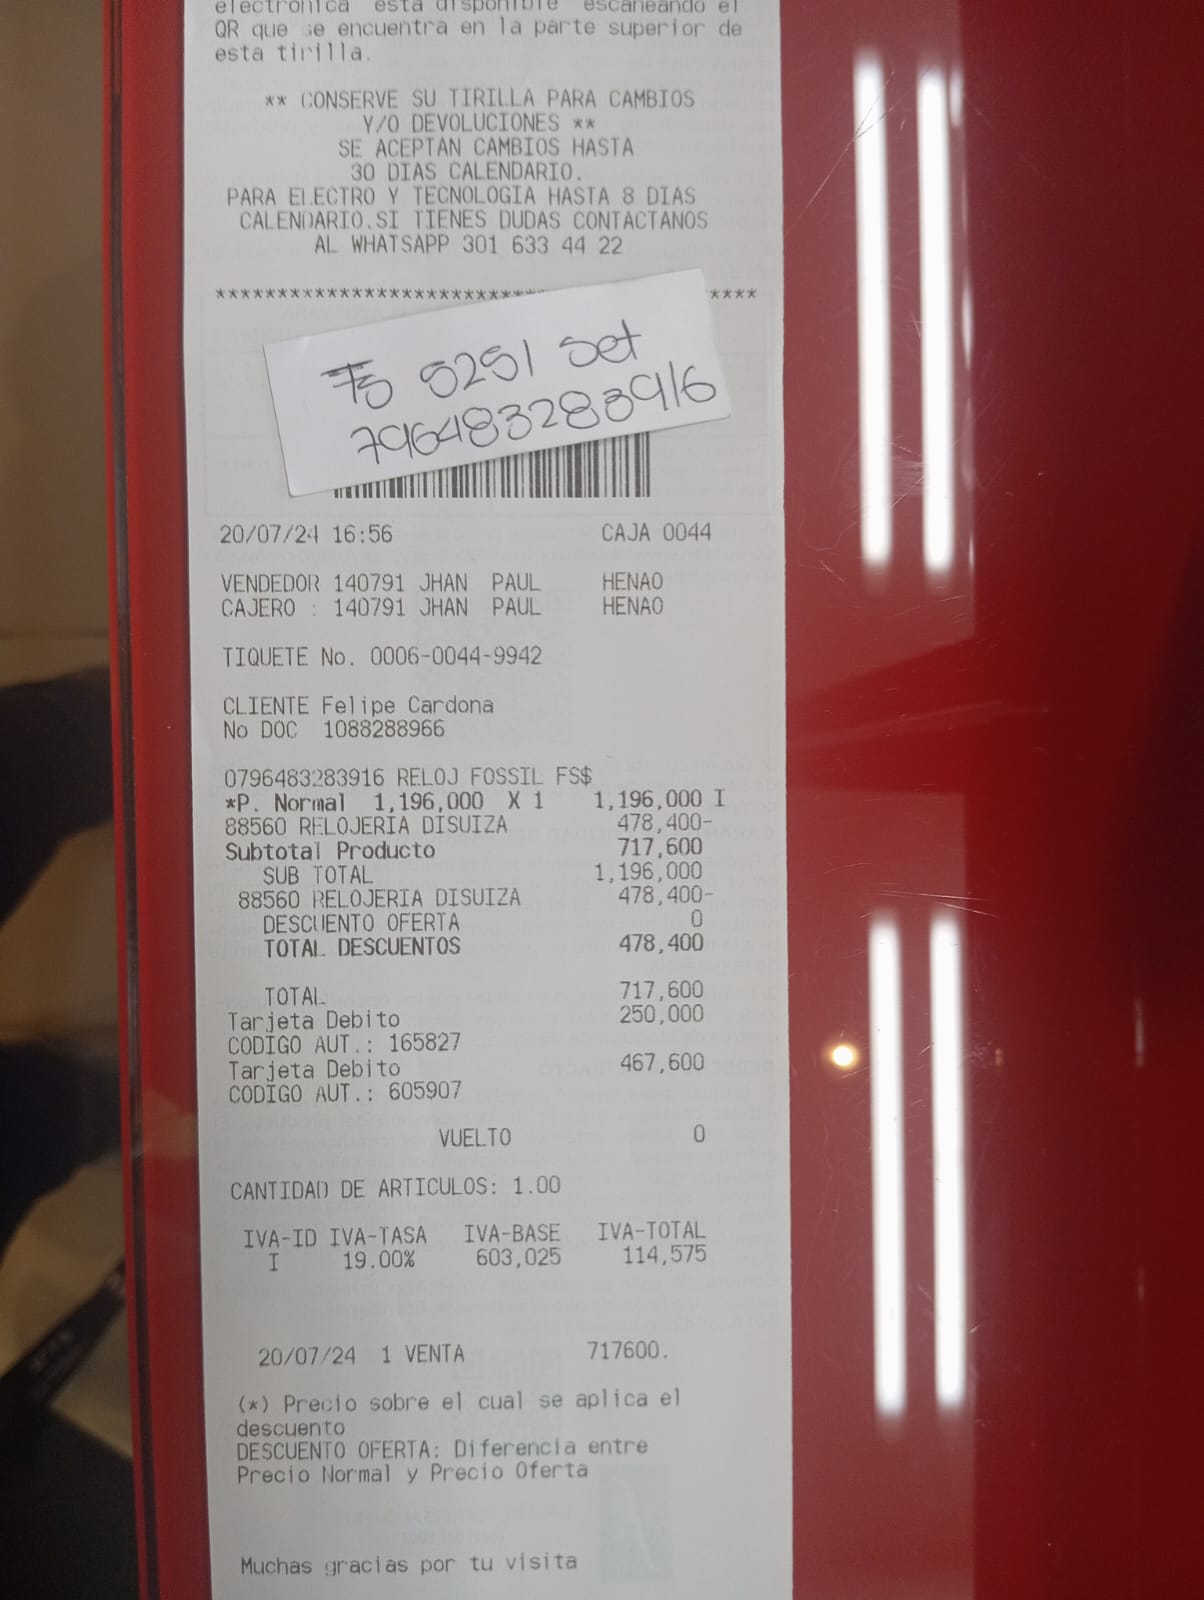 electrónica está disponible escaneando el
QR que se encuentra en la parte superior de
esta tirilla.
** CONSERVE SU TIRILLA PARA CAMBIOS
Y/O DEVOLUCIONES **
SE ACEPTAN CAMBIOS HASTA
30 DIAS CALENDARIO.
PARA ELECTRO Y TECNOLOGIA HASTA 8 DIAS
CALENDARIO.SI TIENES DUDAS CONTACTANOS
AL WHATSAPP 301 633 44 22
FS 5251 Set
796483283916
20/07/24 16:56 CAJA 0044
VENDEDOR 140791 JHAN PAUL HENAO
CAJERO : 140791 JHAN PAUL HENAO
TIQUETE No. 0006-0044-9942
CLIENTE Felipe Cardona
No DOC 1088288966
0796483283916 RELOJ FOSSIL FS$
*P. Normal 1,196,000 X 1 1,196,000 I
88560 RELOJERIA DISUIZA 478,400-
Subtotal Producto 717,600
SUB TOTAL 1,196,000
88560 RELOJERIA DISUIZA 478,400-
DESCUENTO OFERTA 0
TOTAL DESCUENTOS 478,400
TOTAL 717,600
Tarjeta Debito 250,000
CODIGO AUT.: 165827
Tarjeta Debito 467,600
CODIGO AUT.: 605907
VUELTO 0
CANTIDAD DE ARTICULOS: 1.00
IVA-ID IVA-TASA IVA-BASE IVA-TOTAL
I 19.00% 603,025 114,575
20/07/24 1 VENTA 717600.
(*) Precio sobre el cual se aplica el
descuento
DESCUENTO OFERTA: Diferencia entre
Precio Normal y Precio Oferta
Muchas gracias por tu visita